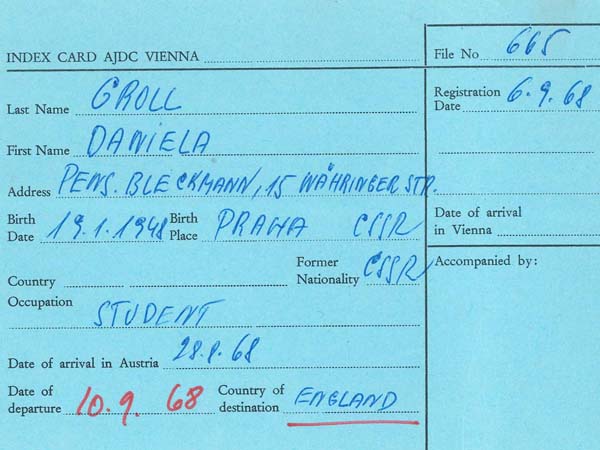 INDEX CARD AJDC VIENNA
File No 665
Last Name GROLL
Registration Date 6.9.68
First Name DANIELA
Address PENS. BLECKMANN, 15 WÄHRINGER STR.
Birth Date 19.1.1948 Birth Place PRAHA CSSR
Date of arrival in Vienna
Country Former Nationality CSSR
Accompanied by:
Occupation STUDENT
Date of arrival in Austria 28.8.68
Date of departure 10.9.68 Country of destination ENGLAND